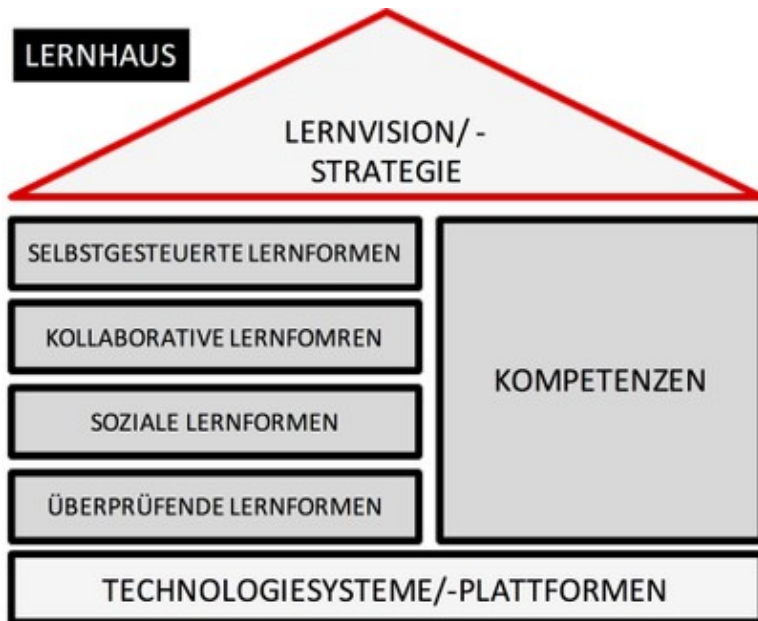 LERNHAUS
LERNVISION/ -
STRATEGIE
SELBSTGESTEUERTE LERNFORMEN
KOLLABORATIVE LERNFOMREN
SOZIALE LERNFORMEN
ÜBERPRÜFENDE LERNFORMEN
KOMPETENZEN
TECHNOLOGIESYSTEME/-PLATTFORMEN